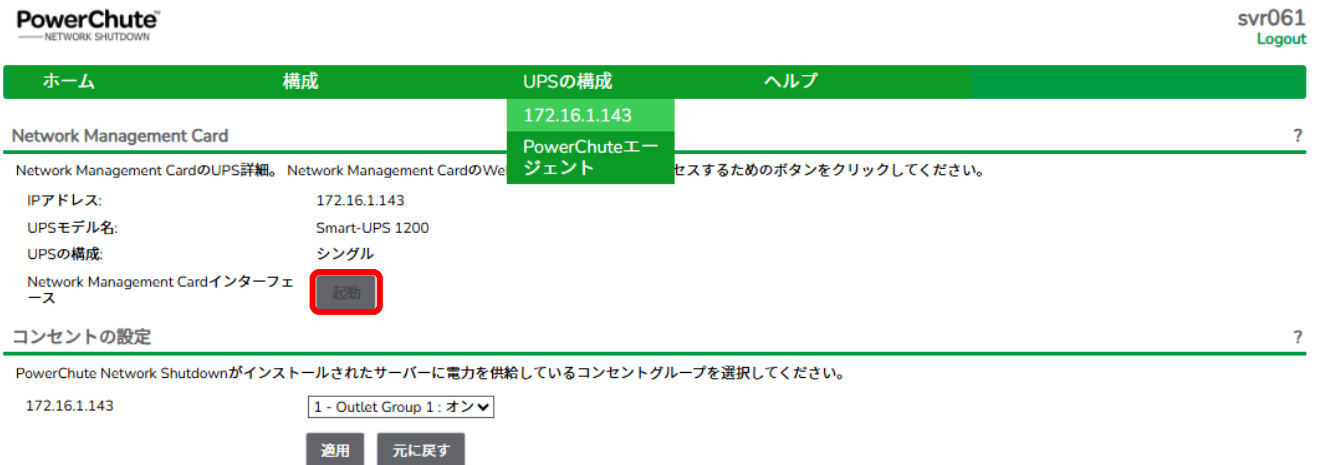 PowerChute™
NETWORK SHUTDOWN
svr061
Logout
ホーム 構成 UPSの構成 ヘルプ
172.16.1.143
PowerChuteエー
ジェント
Network Management Card ?
Network Management CardのUPS詳細。 Network Management CardのWe セスするためのボタンをクリックしてください。
IPアドレス: 172.16.1.143
UPSモデル名: Smart-UPS 1200
UPSの構成: シングル
Network Management Cardインターフェ
ース
起動
コンセントの設定 ?
PowerChute Network Shutdownがインストールされたサーバーに電力を供給しているコンセントグループを選択してください。
172.16.1.143 1 - Outlet Group 1 : オン
適用 元に戻す